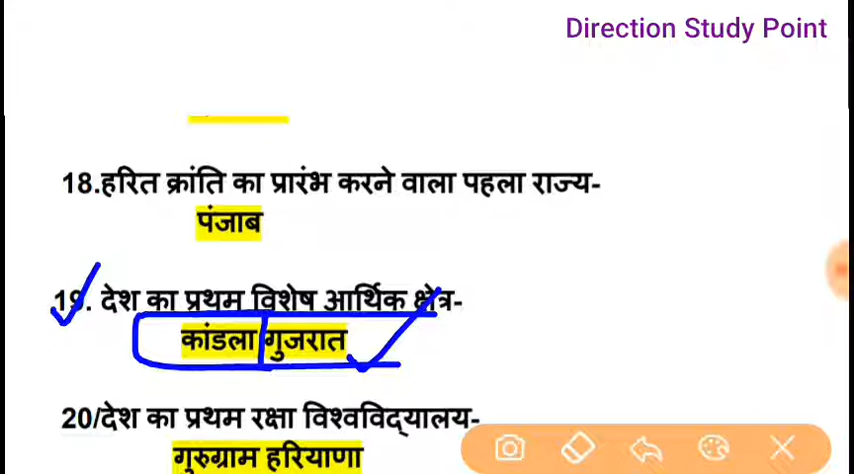 Direction Study Point
18.हरित क्रांति का प्रारंभ करने वाला पहला राज्य-
पंजाब
19. देश का प्रथम विशेष आर्थिक क्षेत्र-
कांडला गुजरात
20/देश का प्रथम रक्षा विश्वविद्यालय-
गुरुग्राम हरियाणा